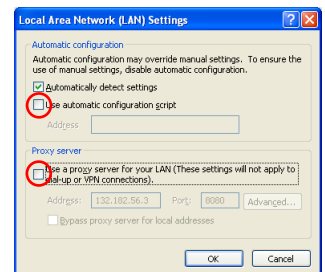 Local Area Network (LAN) Settings
Automatic configuration
Automatic configuration may override manual settings. To ensure the
use of manual settings, disable automatic configuration.
Automatically detect settings
Use automatic configuration script
Address
Proxy server
Use a proxy server for your LAN (These settings will not apply to
dial-up or VPN connections).
Address: 132.182.56.3 Port: 8080 Advanced...
Bypass proxy server for local addresses
OK Cancel